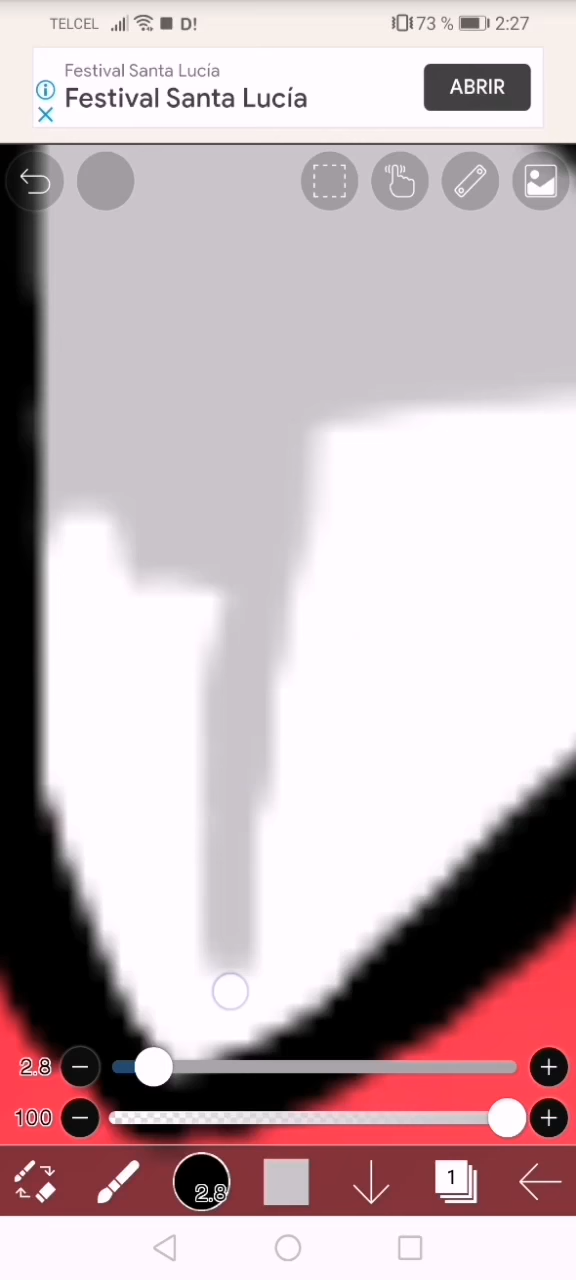 TELCEL D! 73 % 2:27
Festival Santa Lucía
Festival Santa Lucía
ABRIR
2.8
100
2.8
1